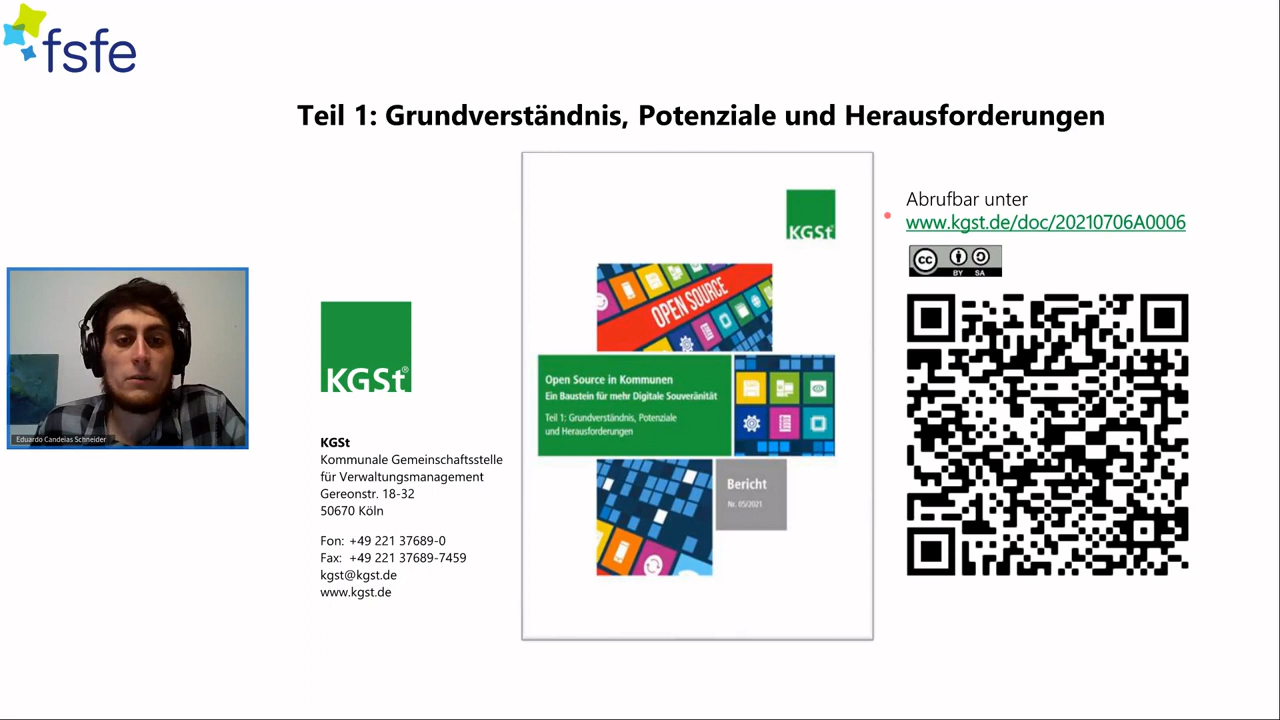 fsfe
Teil 1: Grundverständnis, Potenziale und Herausforderungen
Eduardo Candeias Schneider
KGSt®
KGSt
Kommunale Gemeinschaftsstelle
für Verwaltungsmanagement
Gereonstr. 18-32
50670 Köln
Fon: +49 221 37689-0
Fax: +49 221 37689-7459
kgst@kgst.de
www.kgst.de
KGSt
OPEN SOURCE
Open Source in Kommunen
Ein Baustein für mehr Digitale Souveränität
Teil 1: Grundverständnis, Potenziale
und Herausforderungen
Bericht
Nr. 05/2021
Abrufbar unter
www.kgst.de/doc/20210706A0006
cc
BY SA